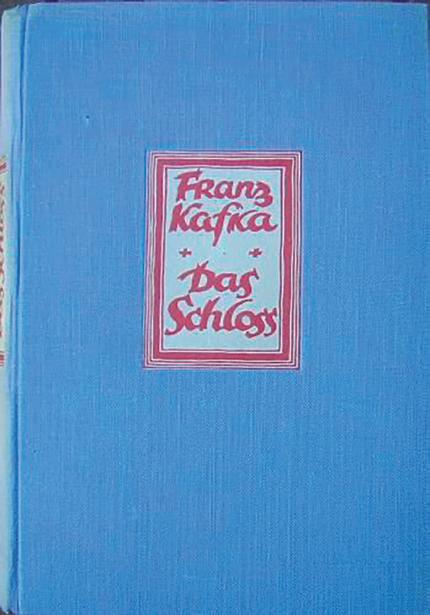 Franz
Kafka
+ +
Das
Schloss